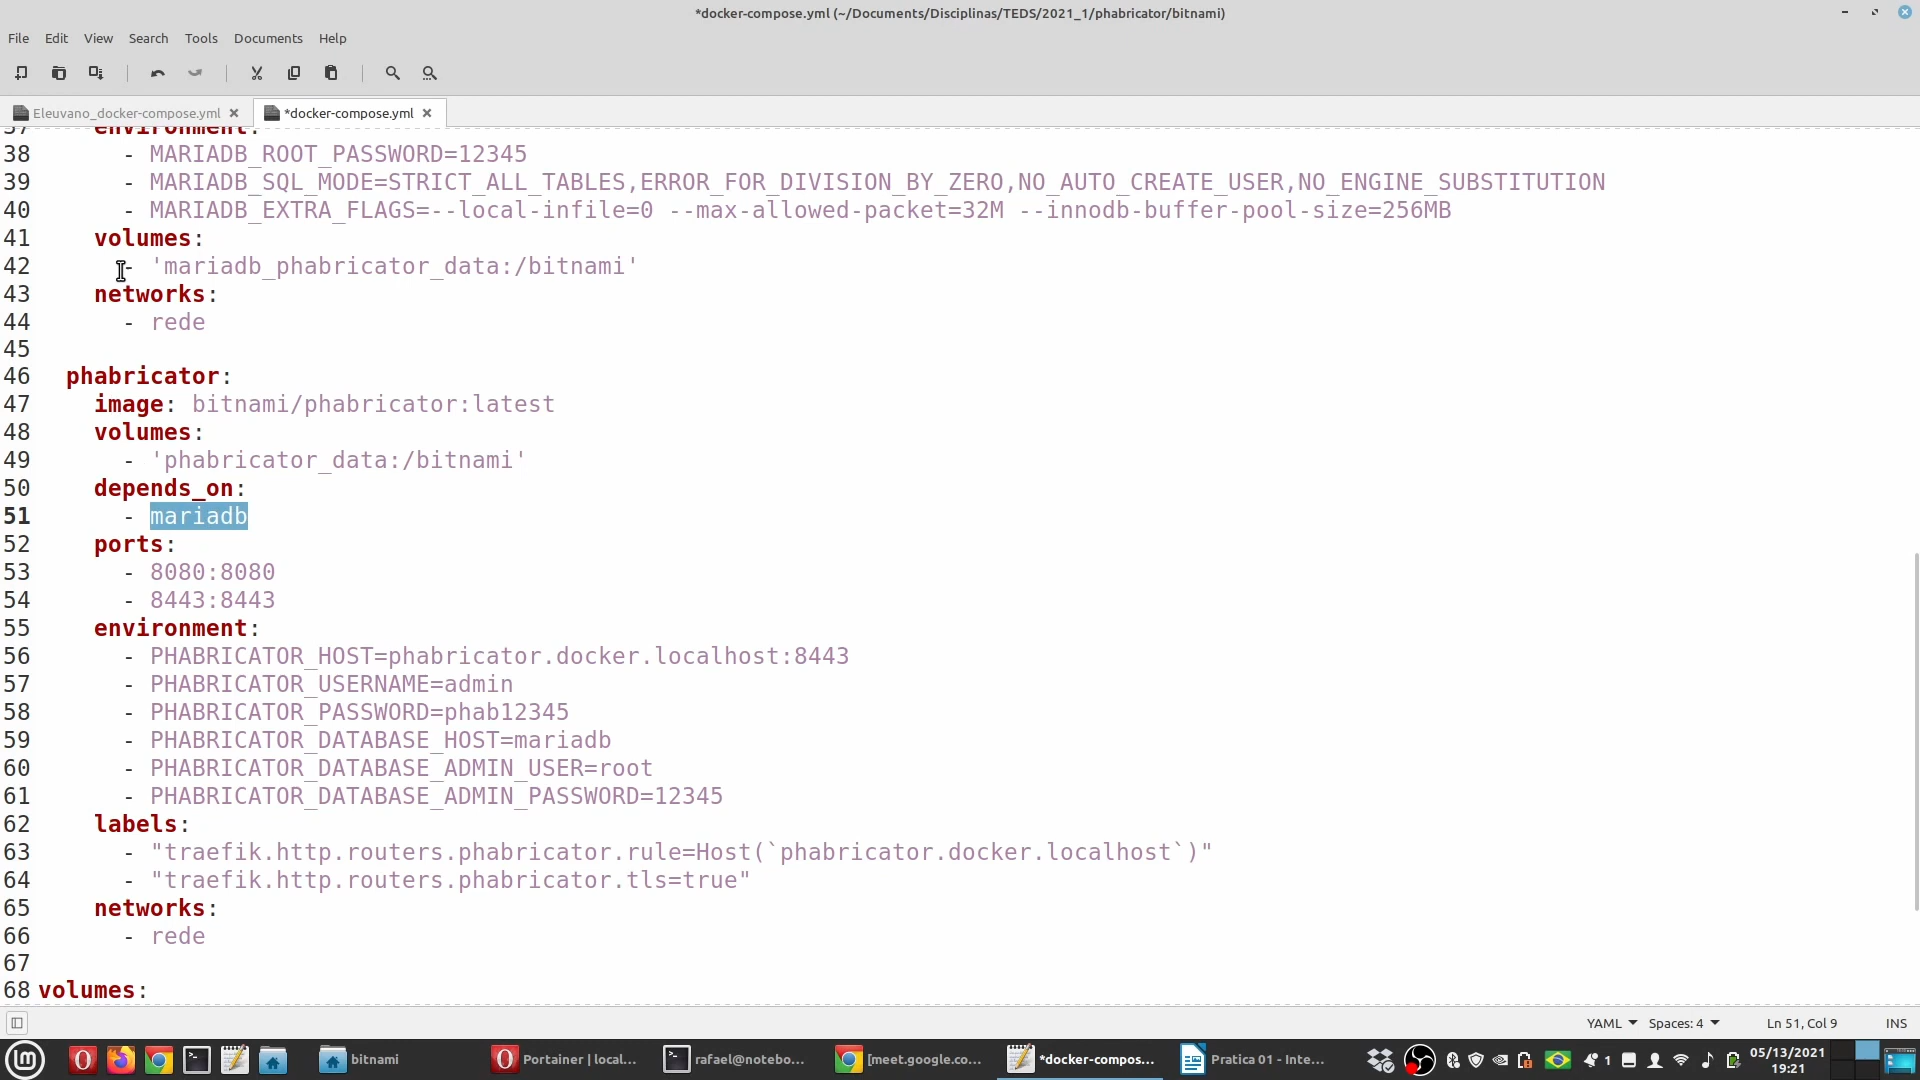 *docker-compose.yml (~/Documents/Disciplinas/TEDS/2021_1/phabricator/bitnami)
File Edit View Search Tools Documents Help
Eleuvano_docker-compose.yml *docker-compose.yml
37 environment:
38 - MARIADB_ROOT_PASSWORD=12345
39 - MARIADB_SQL_MODE=STRICT_ALL_TABLES,ERROR_FOR_DIVISION_BY_ZERO,NO_AUTO_CREATE_USER,NO_ENGINE_SUBSTITUTION
40 - MARIADB_EXTRA_FLAGS=--local-infile=0 --max-allowed-packet=32M --innodb-buffer-pool-size=256MB
41 volumes:
42 - 'mariadb_phabricator_data:/bitnami'
43 networks:
44 - rede
45
46 phabricator:
47 image: bitnami/phabricator:latest
48 volumes:
49 - 'phabricator_data:/bitnami'
50 depends_on:
51 - mariadb
52 ports:
53 - 8080:8080
54 - 8443:8443
55 environment:
56 - PHABRICATOR_HOST=phabricator.docker.localhost:8443
57 - PHABRICATOR_USERNAME=admin
58 - PHABRICATOR_PASSWORD=phab12345
59 - PHABRICATOR_DATABASE_HOST=mariadb
60 - PHABRICATOR_DATABASE_ADMIN_USER=root
61 - PHABRICATOR_DATABASE_ADMIN_PASSWORD=12345
62 labels:
63 - "traefik.http.routers.phabricator.rule=Host(`phabricator.docker.localhost`)"
64 - "traefik.http.routers.phabricator.tls=true"
65 networks:
66 - rede
67
68 volumes:
YAML Spaces: 4 Ln 51, Col 9 INS
bitnami Portainer | local... rafael@notebo... [meet.google.co... *docker-compos... Pratica 01 - Inte... 1 05/13/2021
19:21